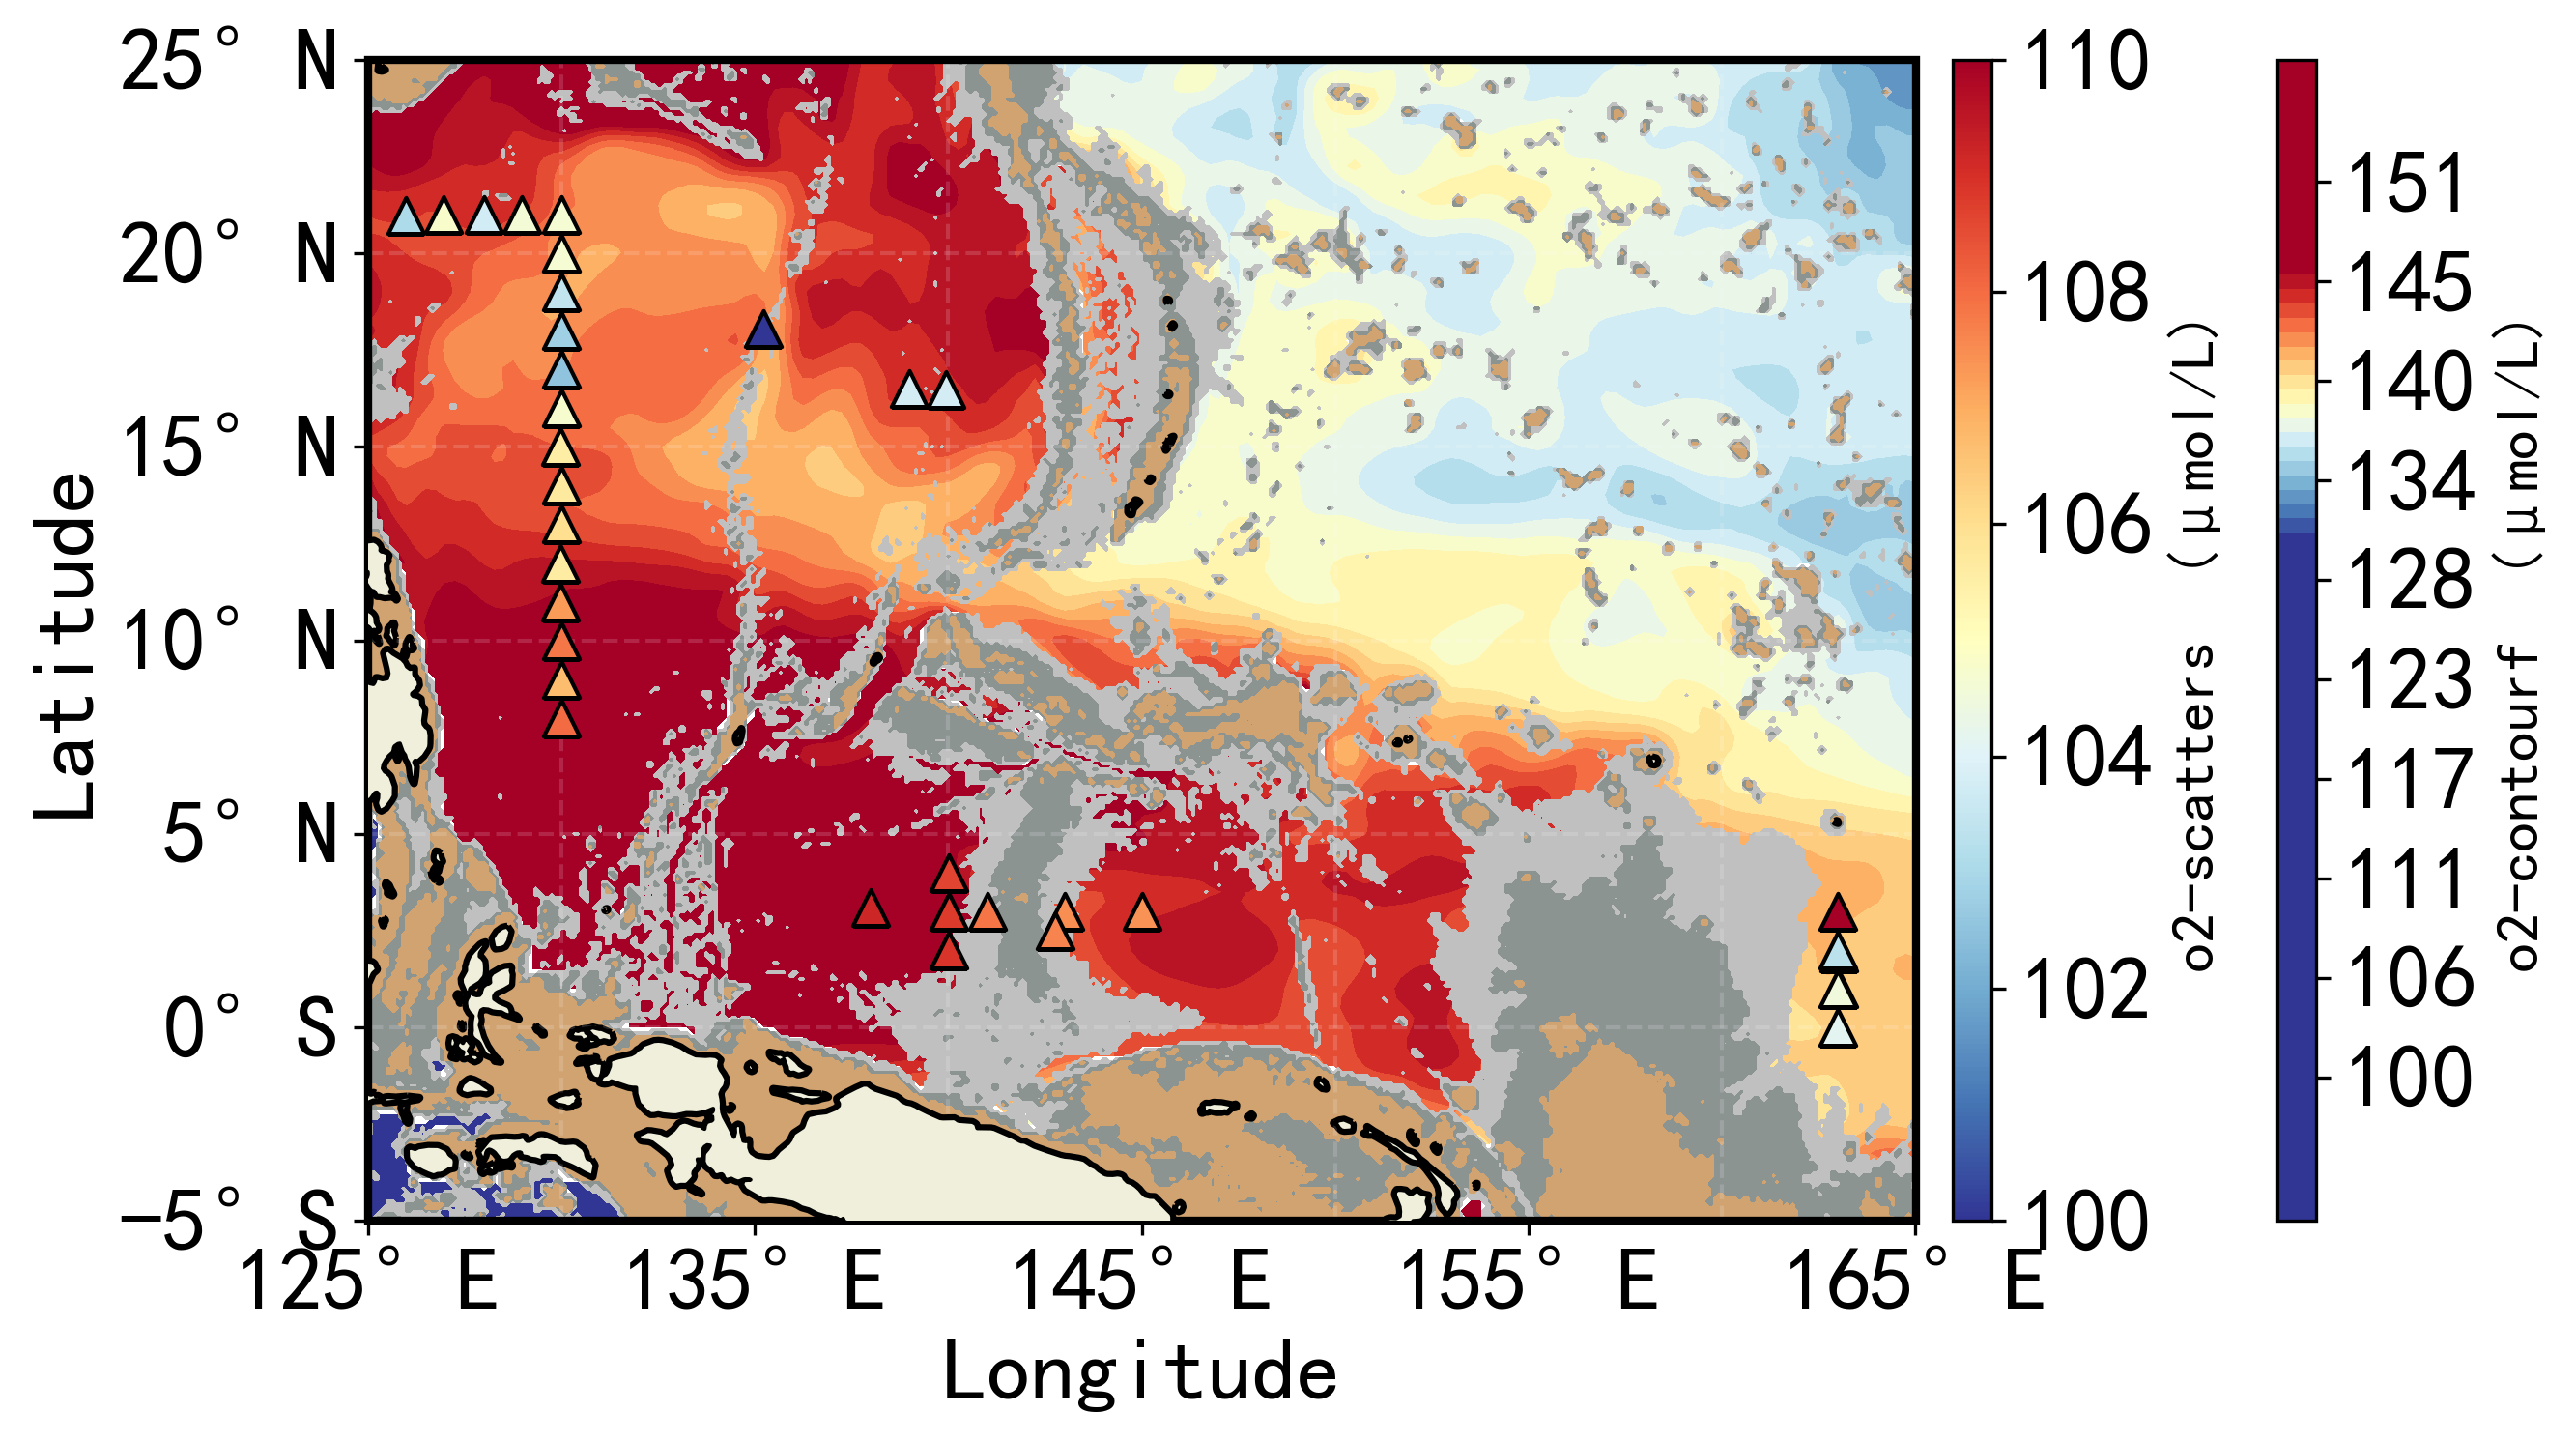 25° N
20° N
15° N
10° N
5° N
0° S
−5° S
Latitude
125° E
135° E
145° E
155° E
165° E
Longitude
110
108
106
104
102
100
o2-scatters (μmol/L)
151
145
140
134
128
123
117
111
106
100
o2-contourf (μmol/L)